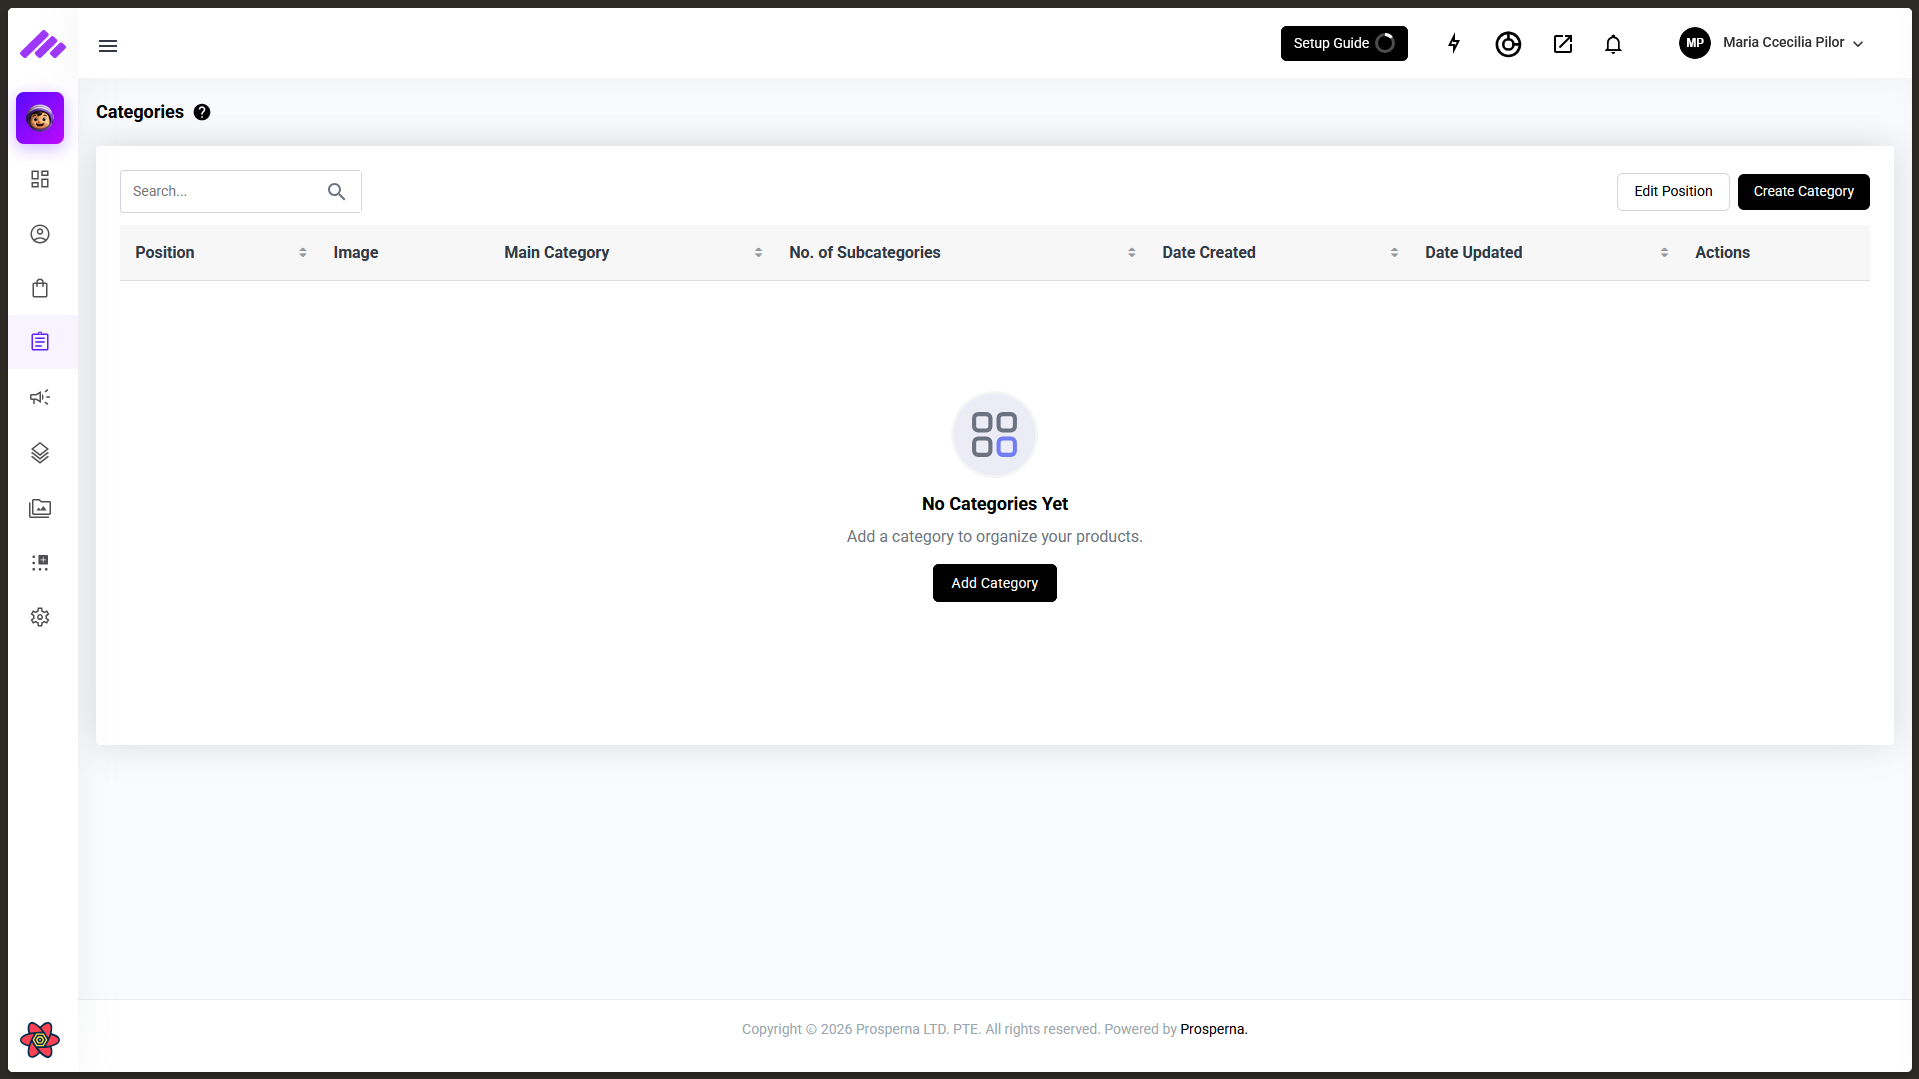 Setup Guide
MP
Maria Ccecilia Pilor
Categories
Search...
Edit Position
Create Category
Position
Image
Main Category
No. of Subcategories
Date Created
Date Updated
Actions
No Categories Yet
Add a category to organize your products.
Add Category
Copyright © 2026 Prosperna LTD. PTE. All rights reserved. Powered by Prosperna.